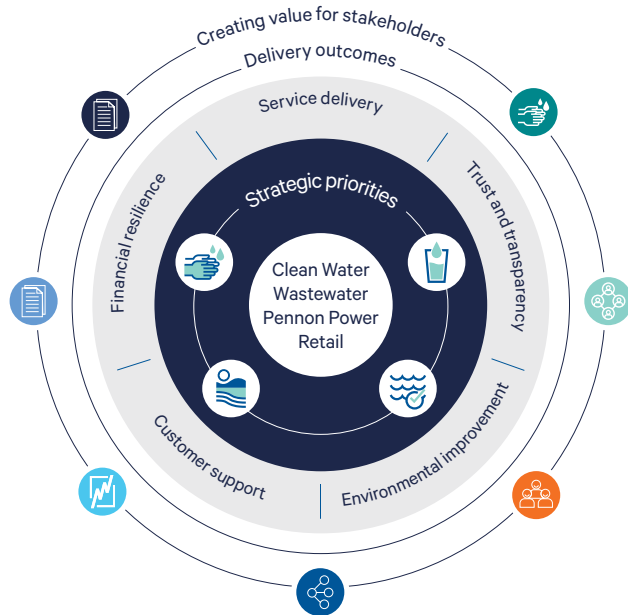 Creating value for stakeholders
Delivery outcomes
Service delivery
Trust and transparency
Environmental improvement
Customer support
Financial resilience
Strategic priorities
Clean Water
Wastewater
Pennon Power
Retail